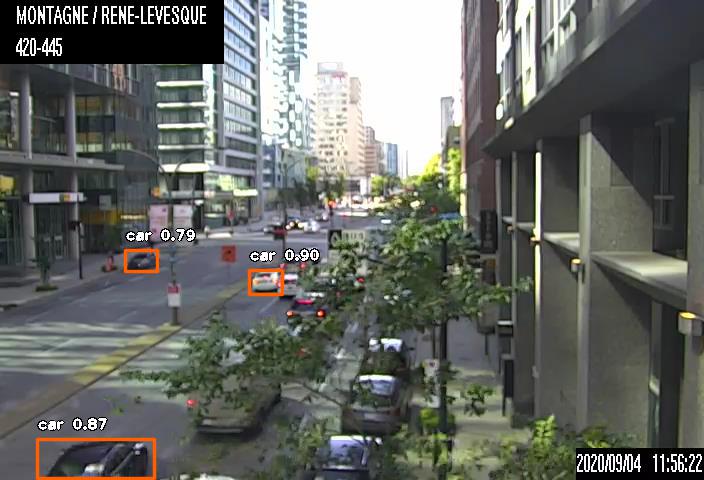 MONTAGNE / RENE-LEVESQUE
420-445
car 0.79
car 0.90
car 0.87
2020/09/04 11:56:22